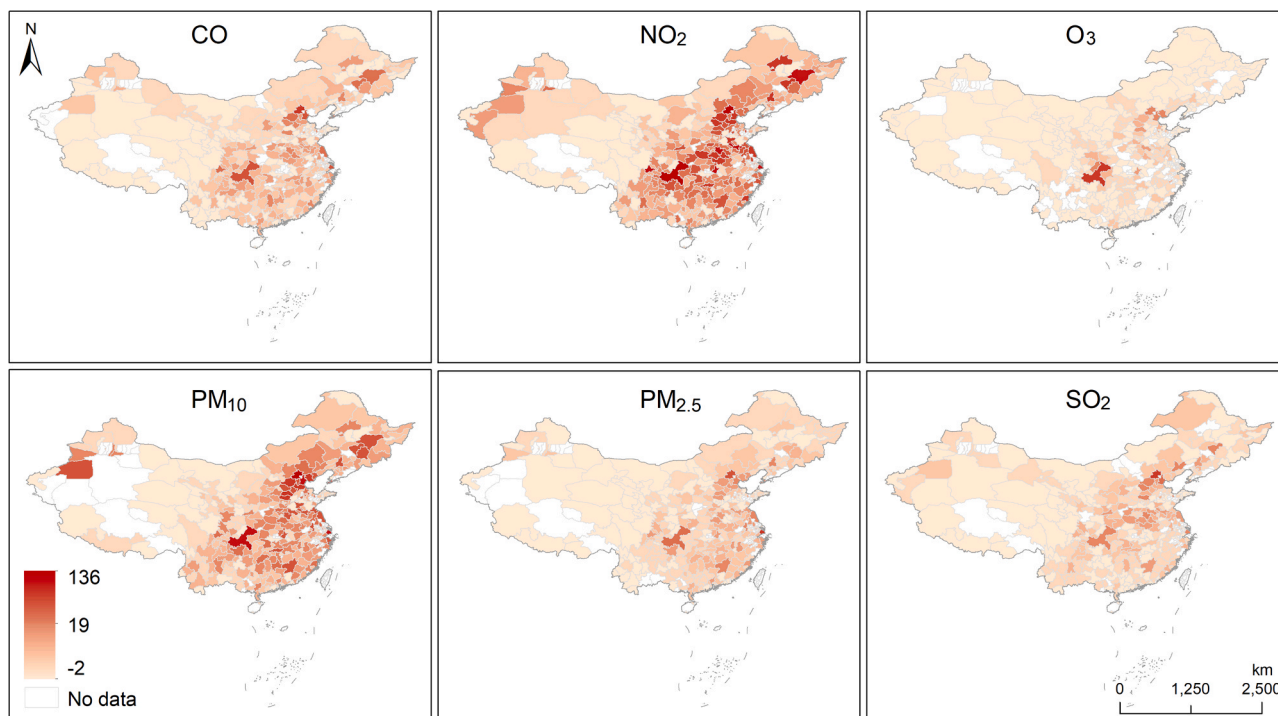 N
CO
NO₂
O₃
PM₁₀
PM₂.₅
SO₂
136
19
-2
No data
km
0 1,250 2,500